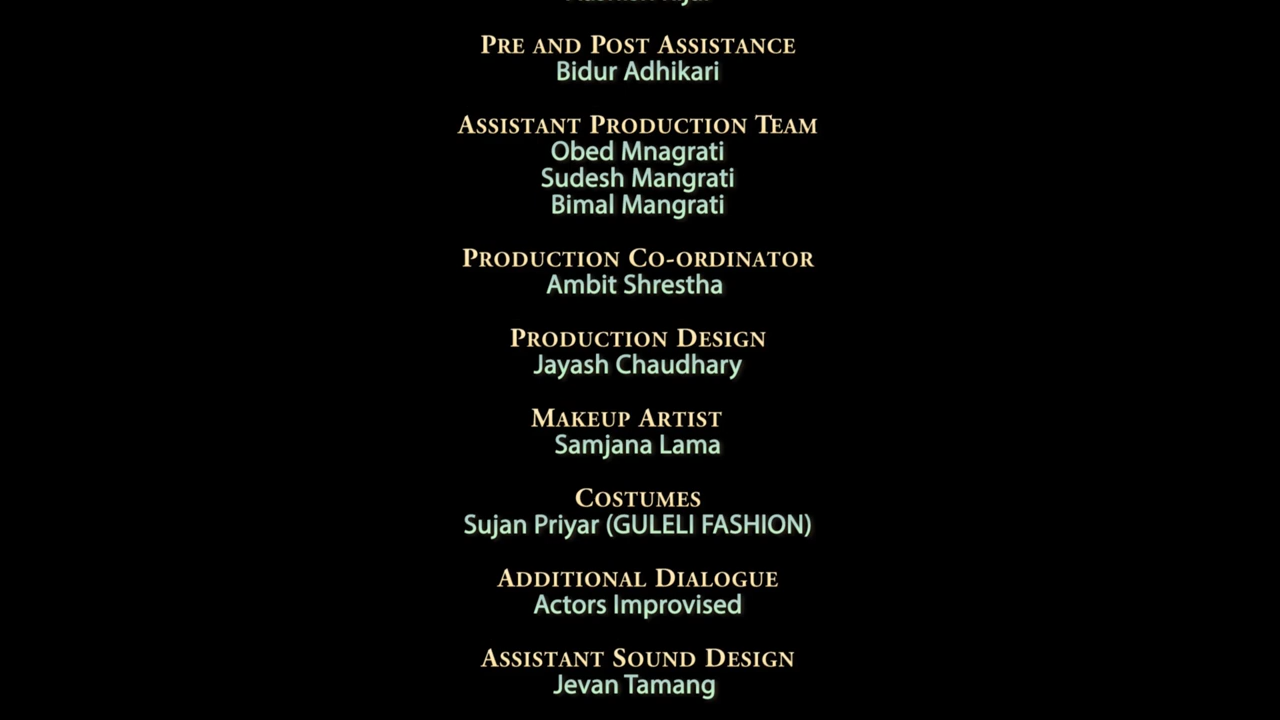 PRE AND POST ASSISTANCE
Bidur Adhikari
ASSISTANT PRODUCTION TEAM
Obed Mnagrati
Sudesh Mangrati
Bimal Mangrati
PRODUCTION CO-ORDINATOR
Ambit Shrestha
PRODUCTION DESIGN
Jayash Chaudhary
MAKEUP ARTIST
Samjana Lama
COSTUMES
Sujan Priyar (GULELI FASHION)
ADDITIONAL DIALOGUE
Actors Improvised
ASSISTANT SOUND DESIGN
Jevan Tamang